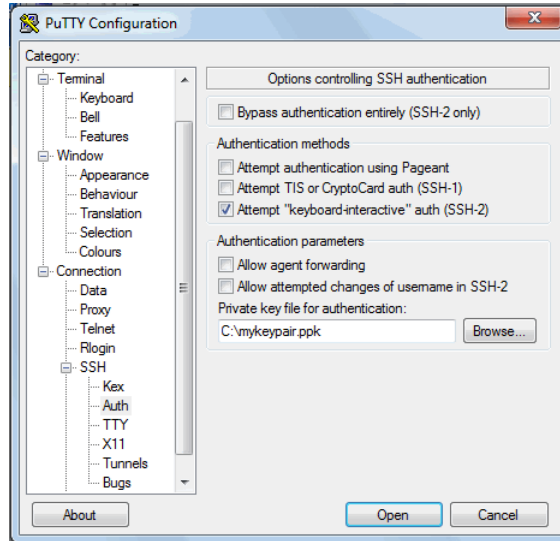 PuTTY Configuration
Category:
Terminal
Keyboard
Bell
Features
Window
Appearance
Behaviour
Translation
Selection
Colours
Connection
Data
Proxy
Telnet
Rlogin
SSH
Kex
Auth
TTY
X11
Tunnels
Bugs
Options controlling SSH authentication
Bypass authentication entirely (SSH-2 only)
Authentication methods
Attempt authentication using Pageant
Attempt TIS or CryptoCard auth (SSH-1)
Attempt "keyboard-interactive" auth (SSH-2)
Authentication parameters
Allow agent forwarding
Allow attempted changes of username in SSH-2
Private key file for authentication:
C:\mykeypair.ppk
Browse...
About
Open
Cancel